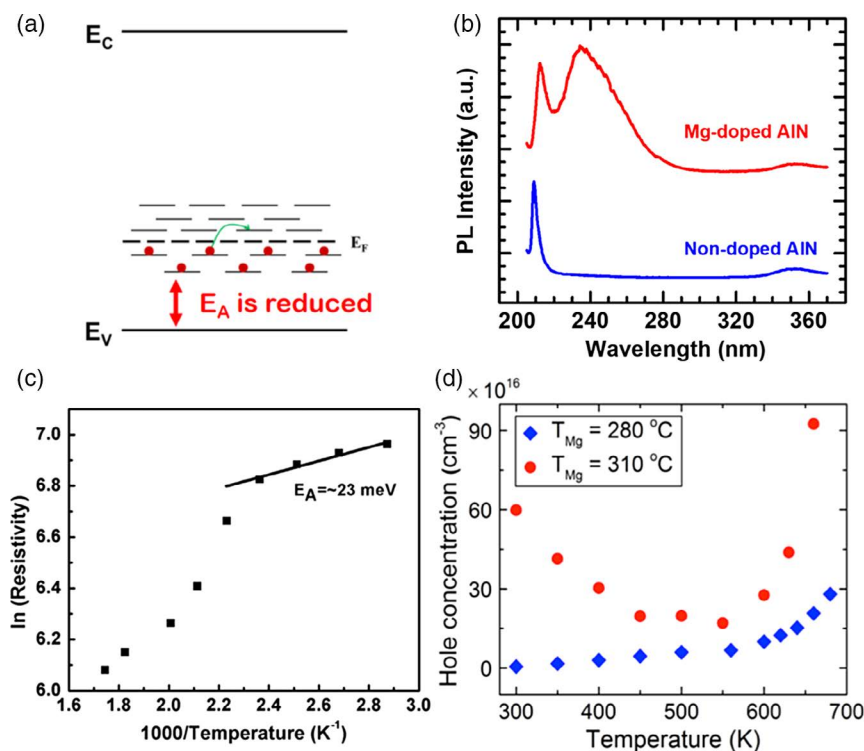 (a)
E_C
E_F
E_A is reduced
E_V
(b)
PL Intensity (a.u.)
Mg-doped AlN
Non-doped AlN
200 240 280 320 360
Wavelength (nm)
(c)
ln (Resistivity)
7.0
6.8
6.6
6.4
6.2
6.0
E_A=~23 meV
1.6 1.8 2.0 2.2 2.4 2.6 2.8 3.0
1000/Temperature (K^-1)
(d)
× 10^16
Hole concentration (cm^-3)
90
60
30
0
T_Mg = 280 °C
T_Mg = 310 °C
300 400 500 600 700
Temperature (K)